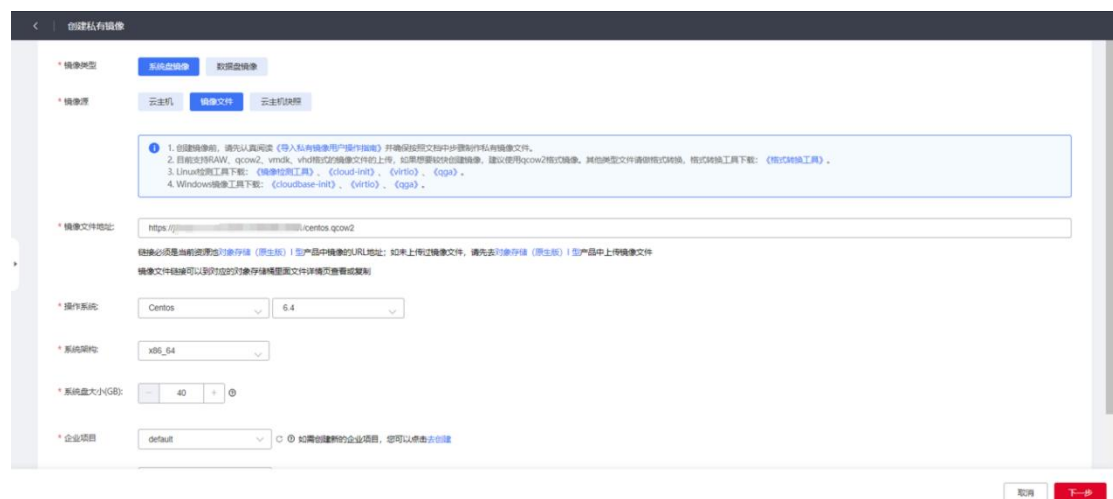 创建私有镜像
* 镜像类型 系统盘镜像 数据盘镜像
* 镜像源 云主机 镜像文件 云主机快照
1. 创建镜像前，请先认真阅读《导入私有镜像用户操作指南》并确保按照文档中步骤制作私有镜像文件。
2. 目前支持RAW、qcow2、vmdk、vhd格式的镜像文件的上传，如果想要较快创建镜像，建议使用qcow2格式镜像。其他类型文件请做格式转换，格式转换工具下载：《格式转换工具》。
3. Linux检测工具下载：《镜像检测工具》、《cloud-init》、《virtio》、《qga》。
4. Windows镜像工具下载：《cloudbase-init》、《virtio》、《qga》。
* 镜像文件地址: https:// /centos.qcow2
链接必须是当前资源池对象存储（原生版）I 型产品中镜像的URL地址；如未上传过镜像文件，请先去对象存储（原生版）I 型产品中上传镜像文件
镜像文件链接可以到对应的对象存储桶里面文件详情页查看或复制
* 操作系统: Centos 6.4
* 系统架构: x86_64
* 系统盘大小(GB): － 40 +
* 企业项目 default 如需创建新的企业项目，您可以点击去创建
取消 下一步